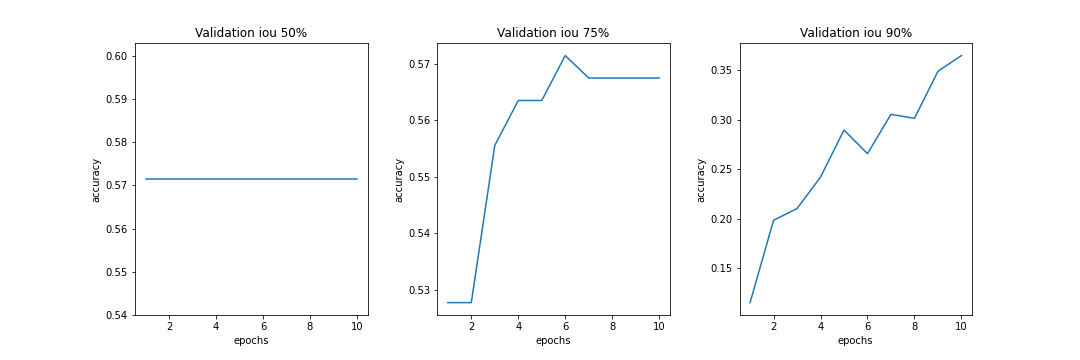 Validation iou 50%
accuracy
0.60
0.59
0.58
0.57
0.56
0.55
0.54
2 4 6 8 10
epochs
Validation iou 75%
accuracy
0.57
0.56
0.55
0.54
0.53
2 4 6 8 10
epochs
Validation iou 90%
accuracy
0.35
0.30
0.25
0.20
0.15
2 4 6 8 10
epochs